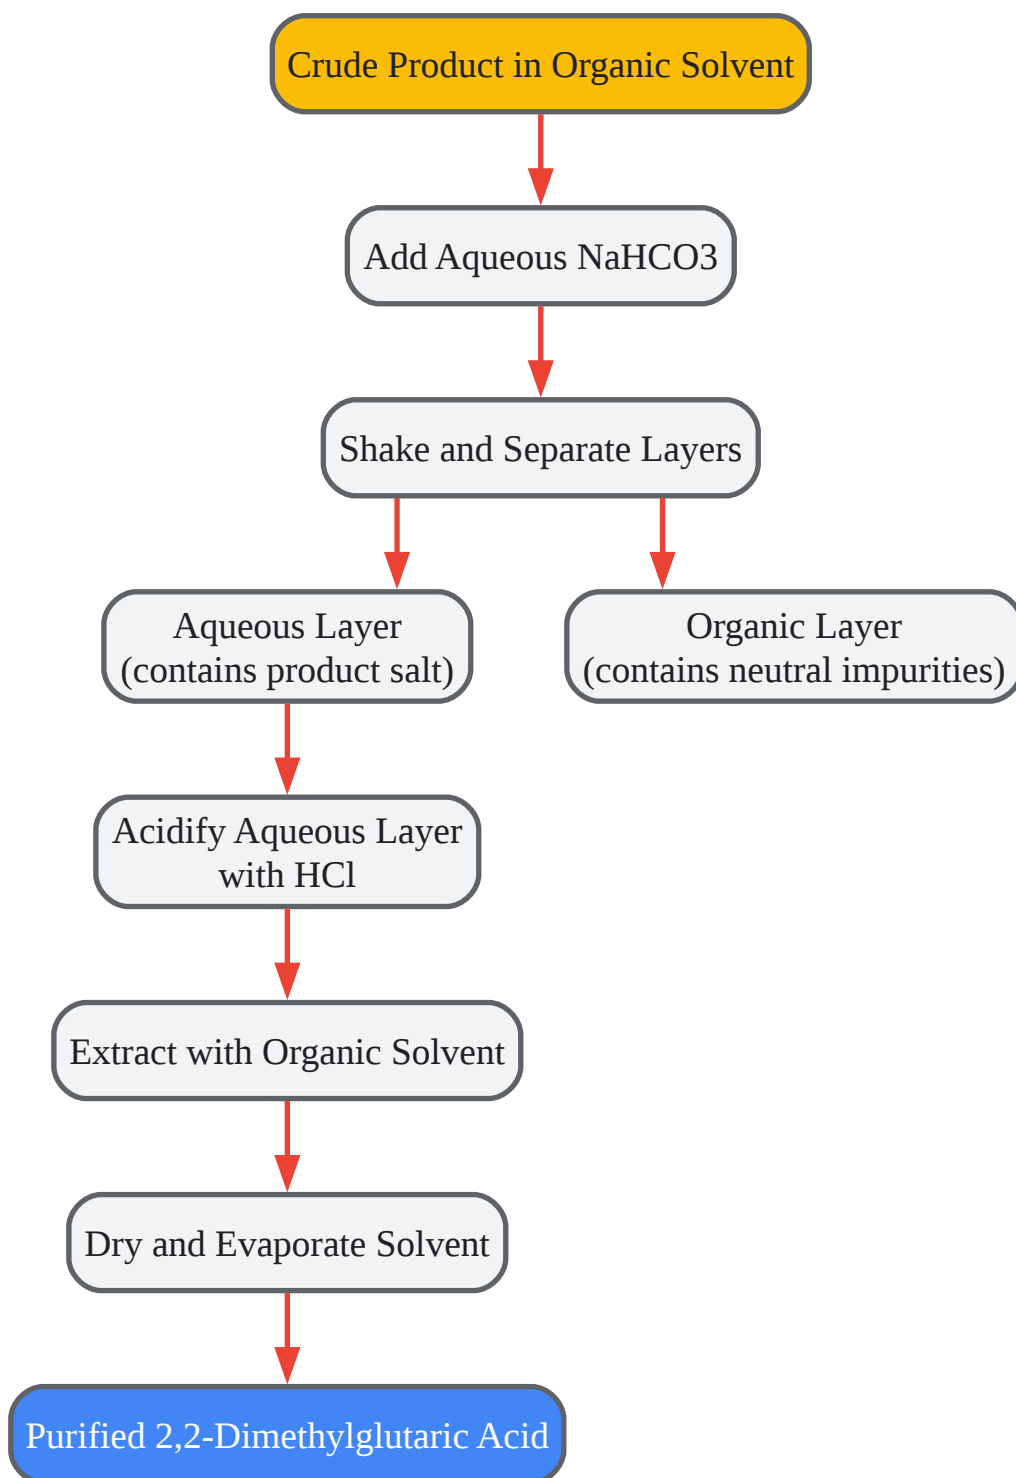 Crude Product in Organic Solvent
Add Aqueous NaHCO3
Shake and Separate Layers
Aqueous Layer
(contains product salt)
Organic Layer
(contains neutral impurities)
Acidify Aqueous Layer
with HCl
Extract with Organic Solvent
Dry and Evaporate Solvent
Purified 2,2-Dimethylglutaric Acid